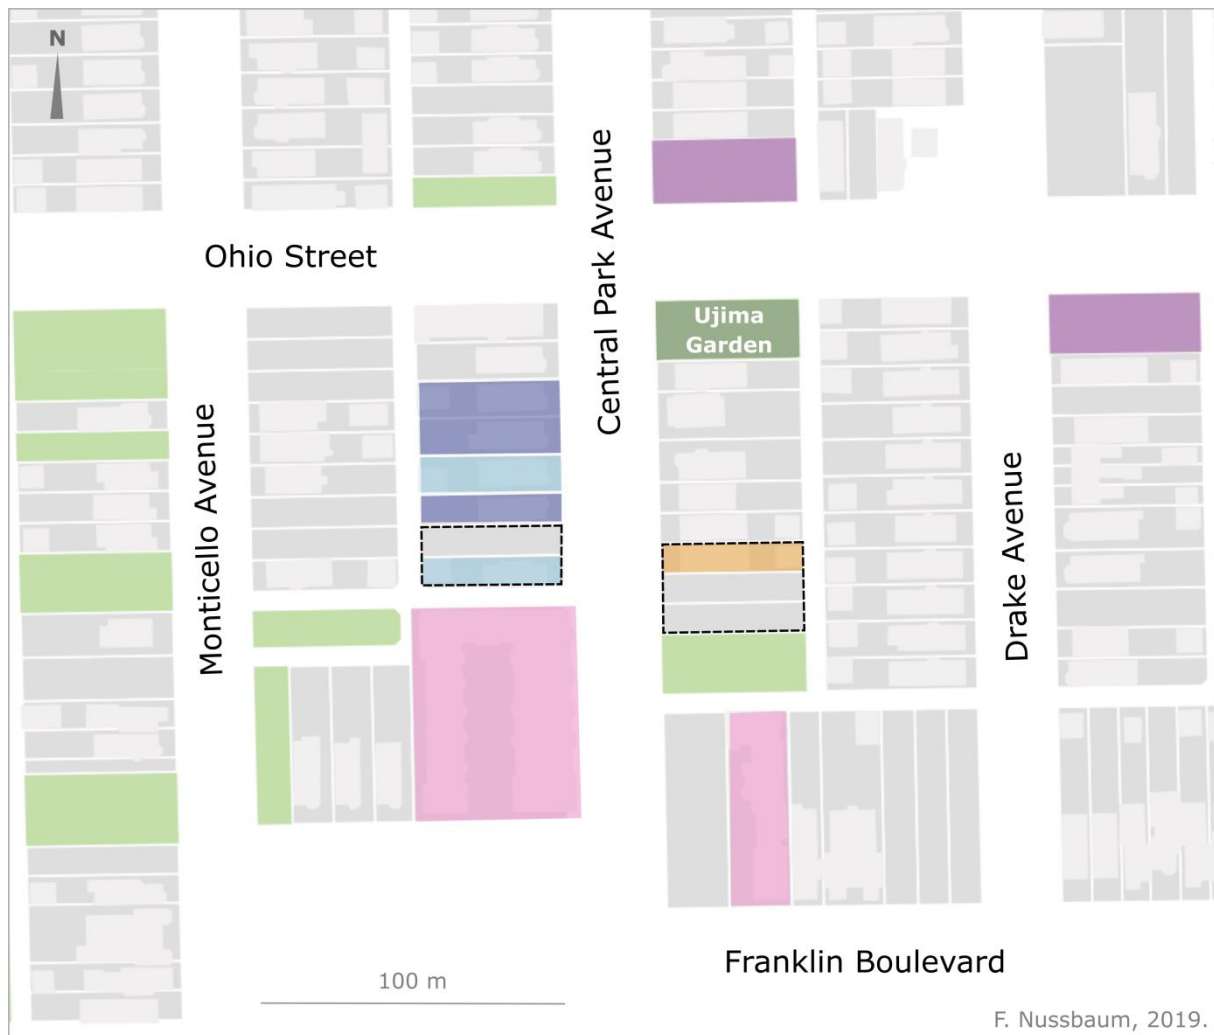 N
Ohio Street
Central Park Avenue
Ujima
Garden
Monticello Avenue
Drake Avenue
Franklin Boulevard
100 m
F. Nussbaum, 2019.